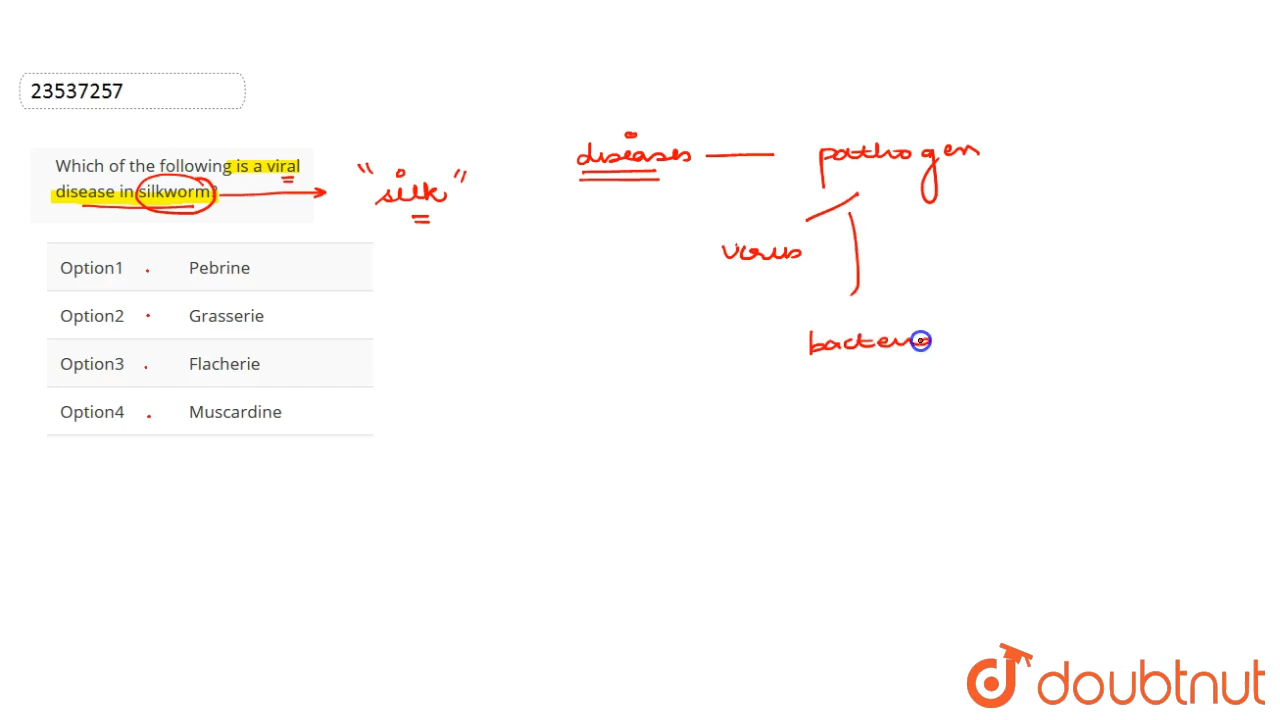 23537257
Which of the following is a viral
disease in silkworm?
"silk"
Option1 Pebrine
Option2 Grasserie
Option3 Flacherie
Option4 Muscardine
diseases — pathogen
virus
doubtnut